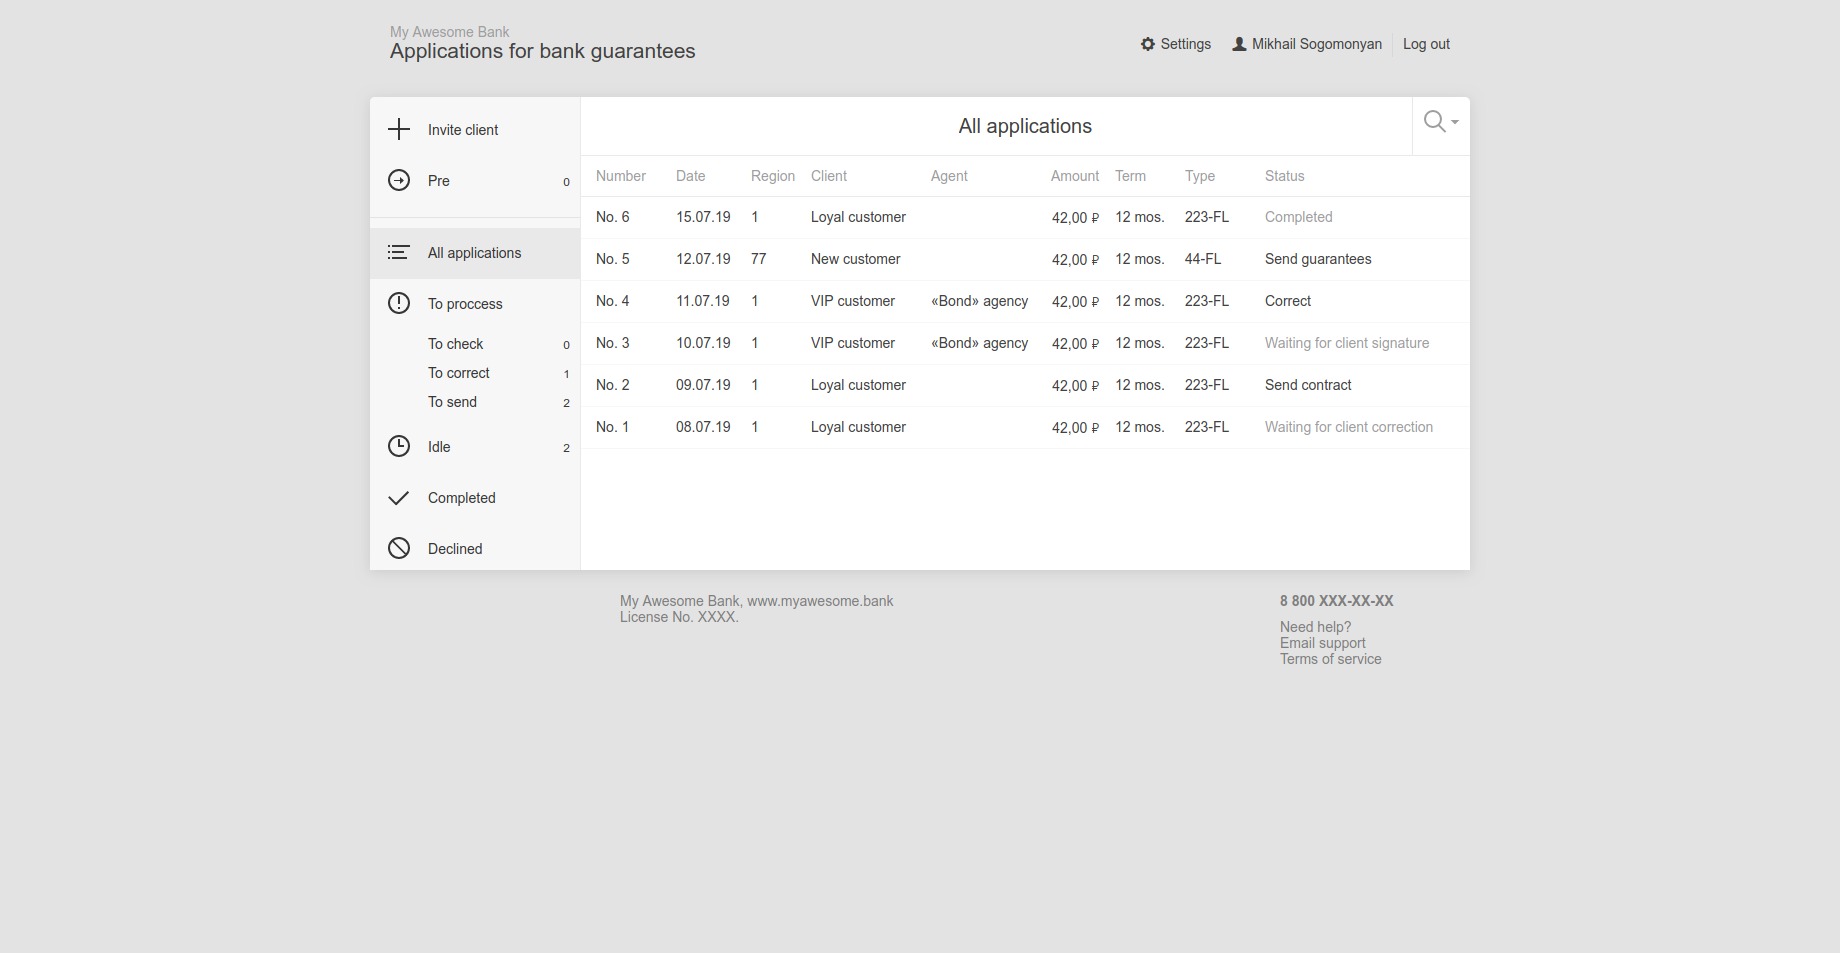 My Awesome Bank
Applications for bank guarantees
Settings Mikhail Sogomonyan Log out
Invite client
Pre 0
All applications
To proccess
To check 0
To correct 1
To send 2
Idle 2
Completed
Declined
All applications
Number Date Region Client Agent Amount Term Type Status
No. 6 15.07.19 1 Loyal customer 42,00 ₽ 12 mos. 223-FL Completed
No. 5 12.07.19 77 New customer 42,00 ₽ 12 mos. 44-FL Send guarantees
No. 4 11.07.19 1 VIP customer «Bond» agency 42,00 ₽ 12 mos. 223-FL Correct
No. 3 10.07.19 1 VIP customer «Bond» agency 42,00 ₽ 12 mos. 223-FL Waiting for client signature
No. 2 09.07.19 1 Loyal customer 42,00 ₽ 12 mos. 223-FL Send contract
No. 1 08.07.19 1 Loyal customer 42,00 ₽ 12 mos. 223-FL Waiting for client correction
My Awesome Bank, www.myawesome.bank
License No. XXXX.
8 800 XXX-XX-XX
Need help?
Email support
Terms of service